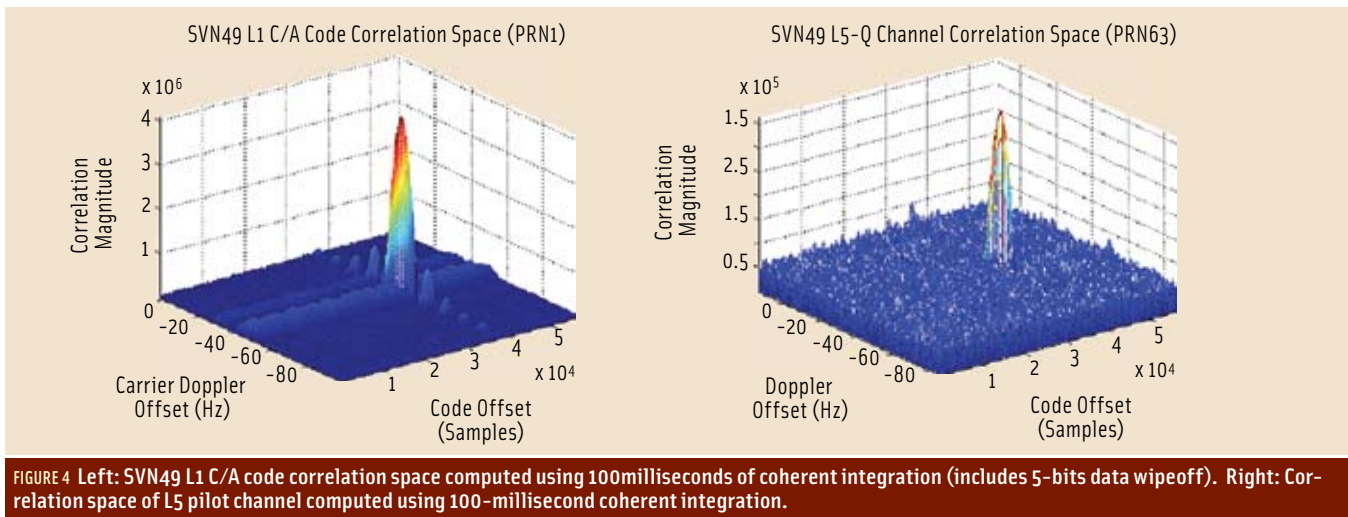 SVN49 L1 C/A Code Correlation Space (PRN1)
x 10⁶
4
3
2
1
0
Correlation
Magnitude
-20
-40
-60
-80
Carrier Doppler
Offset (Hz)
1
2
3
4
5
x 10⁴
Code Offset
(Samples)
SVN49 L5-Q Channel Correlation Space (PRN63)
x 10⁵
1.5
2.5
1.5
0.5
Correlation
Magnitude
0
-20
-40
-60
-80
Doppler
Offset (Hz)
1
2
3
4
5
x 10⁴
Code Offset
(Samples)
FIGURE 4 Left: SVN49 L1 C/A code correlation space computed using 100milliseconds of coherent integration (includes 5-bits data wipeoff). Right: Cor-
relation space of L5 pilot channel computed using 100-millisecond coherent integration.